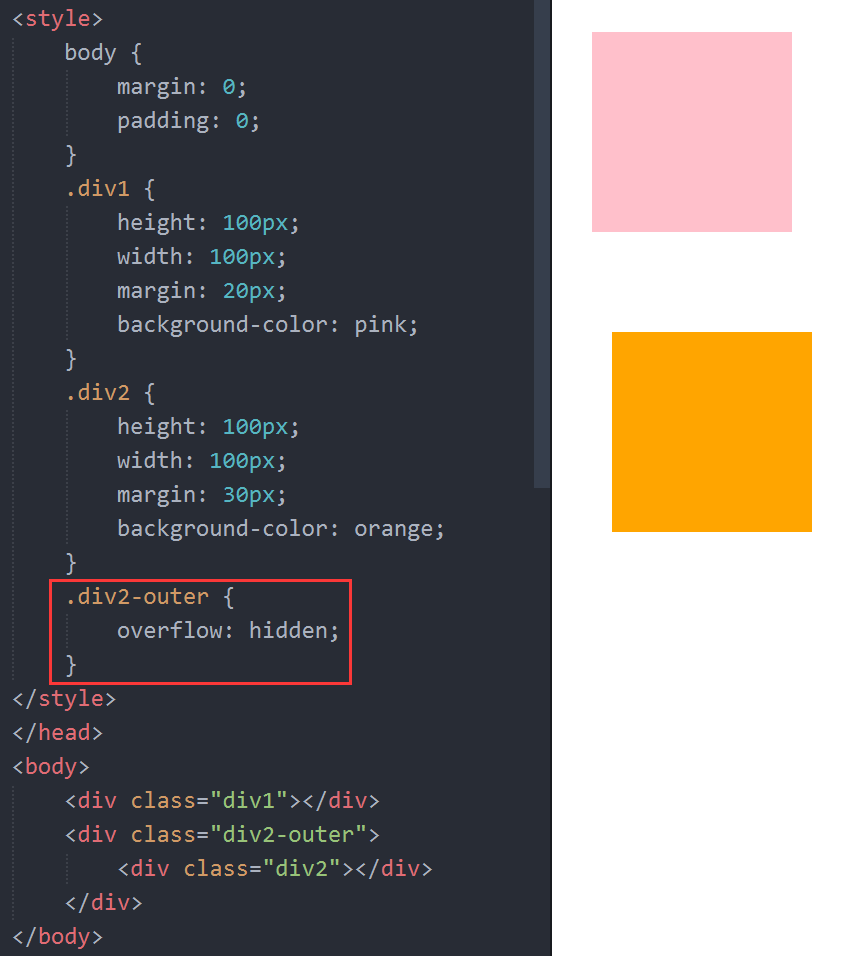 <style>
    body {
        margin: 0;
        padding: 0;
    }
    .div1 {
        height: 100px;
        width: 100px;
        margin: 20px;
        background-color: pink;
    }
    .div2 {
        height: 100px;
        width: 100px;
        margin: 30px;
        background-color: orange;
    }
    .div2-outer {
        overflow: hidden;
    }
</style>
</head>
<body>
    <div class="div1"></div>
    <div class="div2-outer">
        <div class="div2"></div>
    </div>
</body>